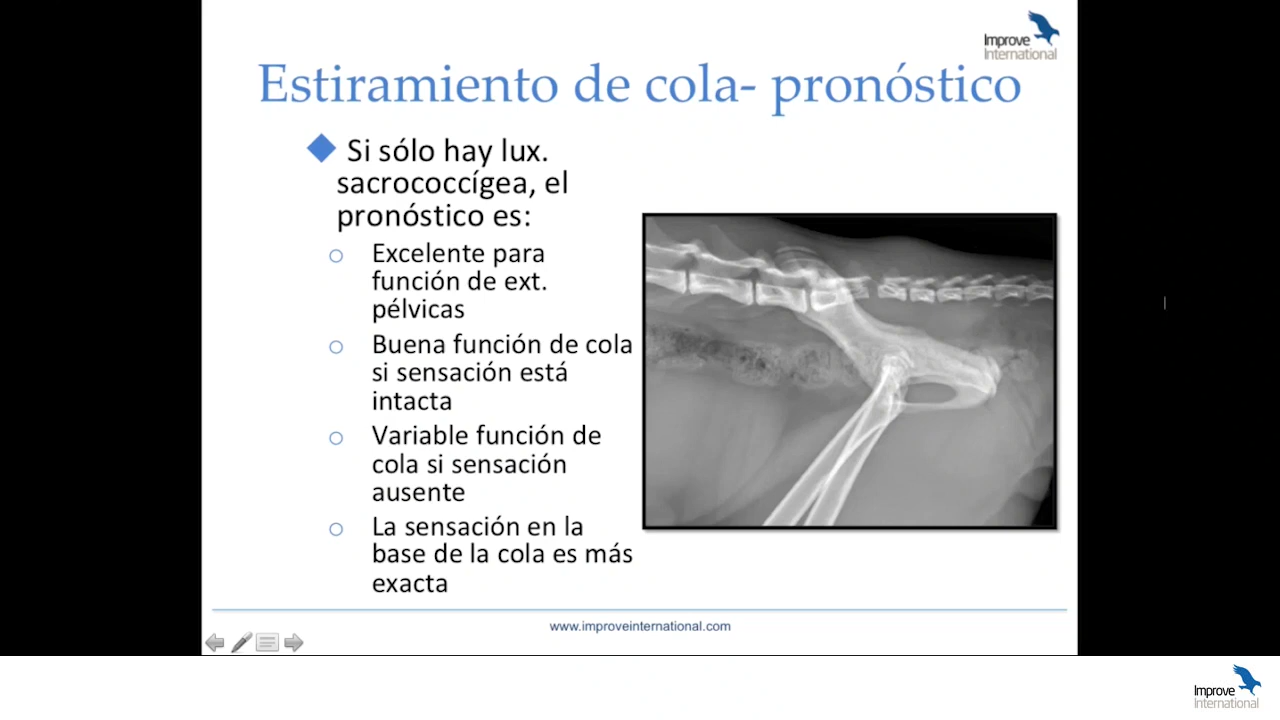 Improve
International
Estiramiento de cola- pronóstico
Si sólo hay lux.
sacrococcígea, el
pronóstico es:
Excelente para
función de ext.
pélvicas
Buena función de cola
si sensación está
intacta
Variable función de
cola si sensación
ausente
La sensación en la
base de la cola es más
exacta
www.improveinternational.com
Improve
International